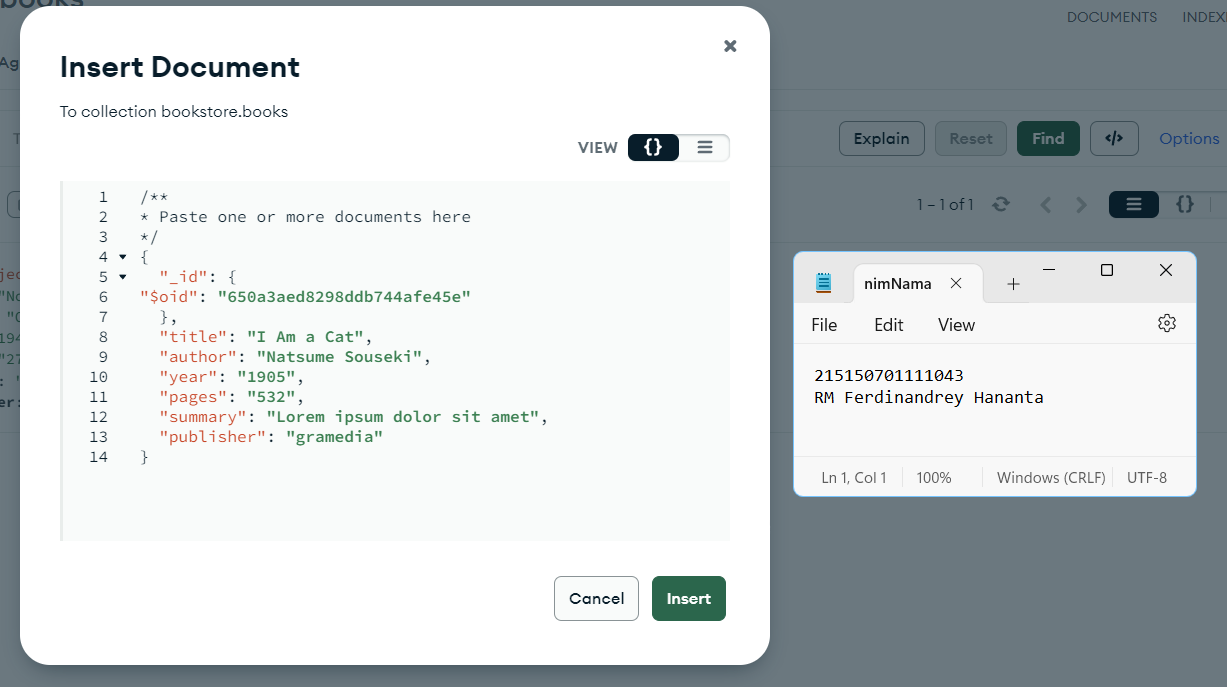 books
DOCUMENTS
INDEX
Insert Document
To collection bookstore.books
VIEW
{}
Explain
Reset
Find
</>
Options
1 – 1 of 1
{}
1 /**
2 * Paste one or more documents here
3 */
4 {
5 "_id": {
6 "$oid": "650a3aed8298ddb744afe45e"
7 },
8 "title": "I Am a Cat",
9 "author": "Natsume Souseki",
10 "year": "1905",
11 "pages": "532",
12 "summary": "Lorem ipsum dolor sit amet",
13 "publisher": "gramedia"
14 }
Cancel
Insert
nimNama
File
Edit
View
215150701111043
RM Ferdinandrey Hananta
Ln 1, Col 1
100%
Windows (CRLF)
UTF-8